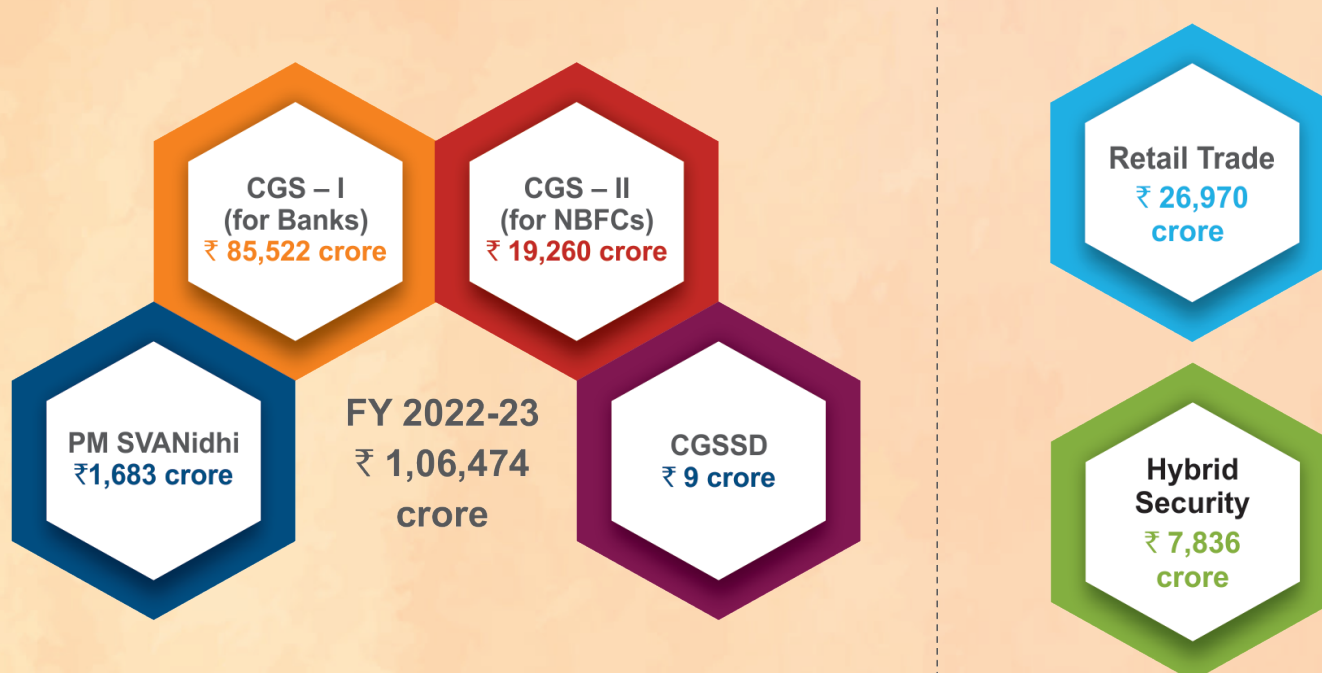 CGS – I
(for Banks)
₹ 85,522 crore
CGS – II
(for NBFCs)
₹ 19,260 crore
PM SVANidhi
₹1,683 crore
FY 2022-23
₹ 1,06,474
crore
CGSSD
₹ 9 crore
Retail Trade
₹ 26,970
crore
Hybrid
Security
₹ 7,836
crore